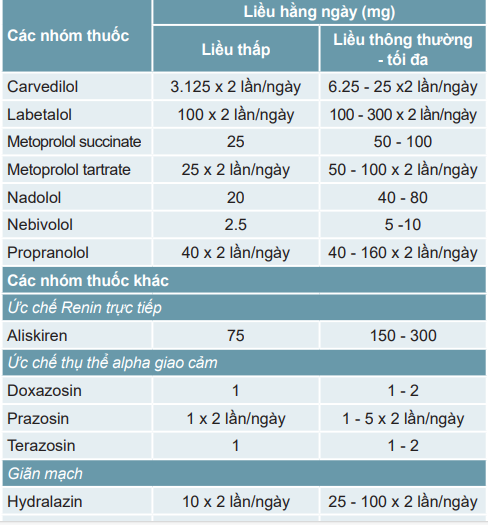 Các nhóm thuốc Liều hằng ngày (mg)
Liều thấp Liều thông thường - tối đa
Carvedilol 3.125 x 2 lần/ngày 6.25 - 25 x2 lần/ngày
Labetalol 100 x 2 lần/ngày 100 - 300 x 2 lần/ngày
Metoprolol succinate 25 50 - 100
Metoprolol tartrate 25 x 2 lần/ngày 50 - 100 x 2 lần/ngày
Nadolol 20 40 - 80
Nebivolol 2.5 5 -10
Propranolol 40 x 2 lần/ngày 40 - 160 x 2 lần/ngày
Các nhóm thuốc khác
Ức chế Renin trực tiếp
Aliskiren 75 150 - 300
Ức chế thụ thể alpha giao cảm
Doxazosin 1 1 - 2
Prazosin 1 x 2 lần/ngày 1 - 5 x 2 lần/ngày
Terazosin 1 1 - 2
Giãn mạch
Hydralazin 10 x 2 lần/ngày 25 - 100 x 2 lần/ngày